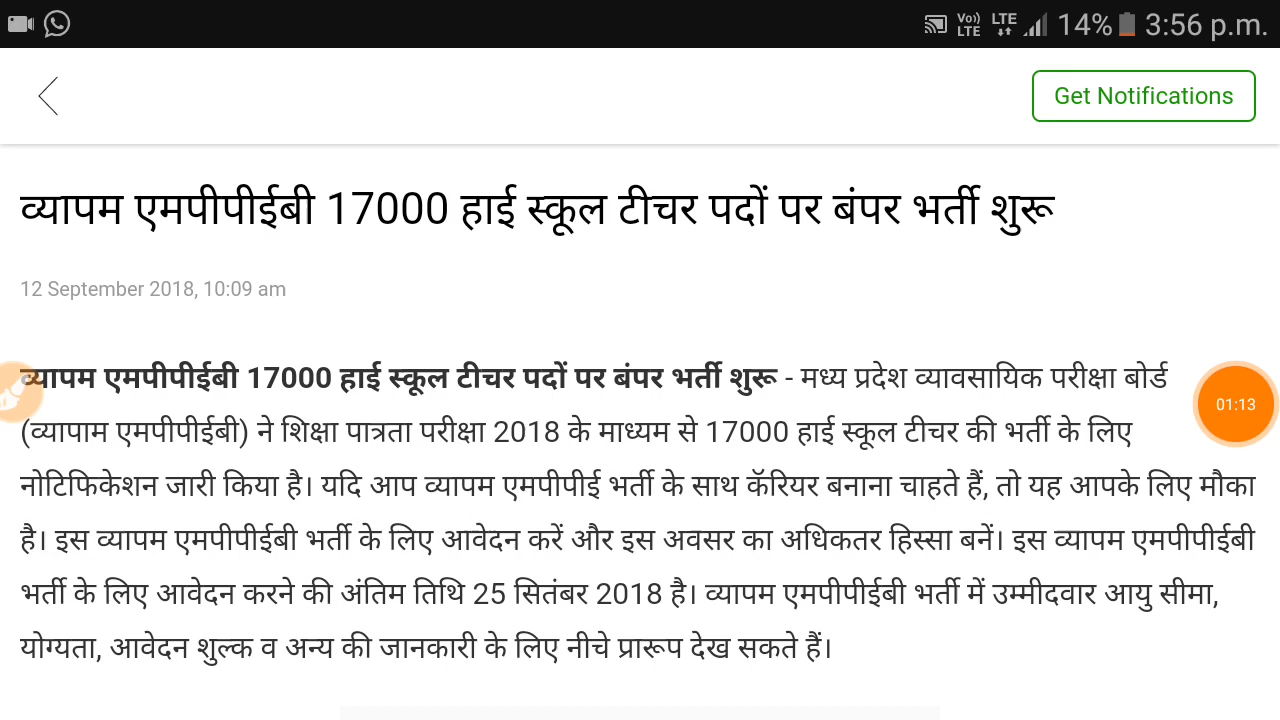 Vo)) LTE LTE 14% 3:56 p.m.
Get Notifications
व्यापम एमपीपीईबी 17000 हाई स्कूल टीचर पदों पर बंपर भर्ती शुरू
12 September 2018, 10:09 am
व्यापम एमपीपीईबी 17000 हाई स्कूल टीचर पदों पर बंपर भर्ती शुरू - मध्य प्रदेश व्यावसायिक परीक्षा बोर्ड
(व्यापाम एमपीपीईबी) ने शिक्षा पात्रता परीक्षा 2018 के माध्यम से 17000 हाई स्कूल टीचर की भर्ती के लिए
01:13
नोटिफिकेशन जारी किया है। यदि आप व्यापम एमपीपीई भर्ती के साथ कॅरियर बनाना चाहते हैं, तो यह आपके लिए मौका
है। इस व्यापम एमपीपीईबी भर्ती के लिए आवेदन करें और इस अवसर का अधिकतर हिस्सा बनें। इस व्यापम एमपीपीईबी
भर्ती के लिए आवेदन करने की अंतिम तिथि 25 सितंबर 2018 है। व्यापम एमपीपीईबी भर्ती में उम्मीदवार आयु सीमा,
योग्यता, आवेदन शुल्क व अन्य की जानकारी के लिए नीचे प्रारूप देख सकते हैं।